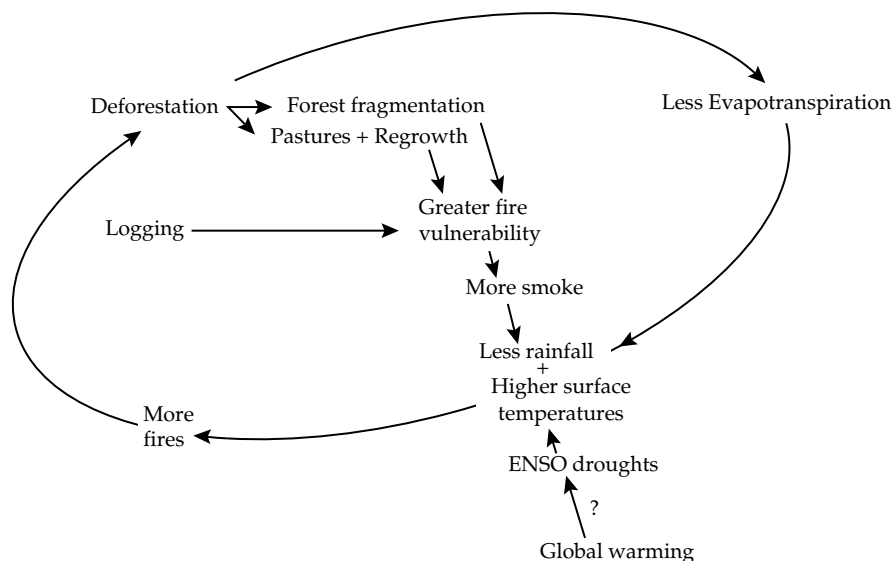 Deforestation
Forest fragmentation
Less Evapotranspiration
Pastures + Regrowth
Logging
Greater fire
vulnerability
More smoke
Less rainfall
+
Higher surface
temperatures
More
fires
ENSO droughts
?
Global warming